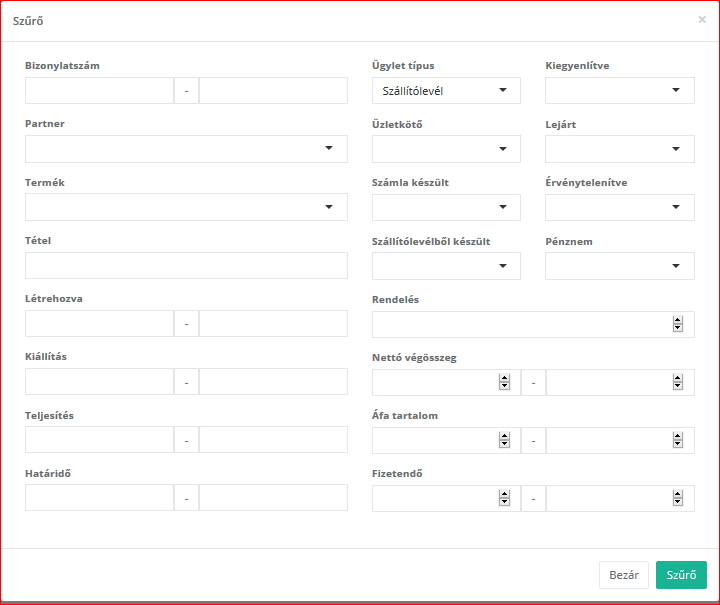 Szűrő
×
Bizonylatszám
-
Ügylet típus
Szállítólevél
Kiegyenlítve
Partner
Üzletkötő
Lejárt
Termék
Számla készült
Érvénytelenítve
Tétel
Szállítólevélből készült
Pénznem
Létrehozva
-
Rendelés
Kiállítás
-
Nettó végösszeg
-
Teljesítés
-
Áfa tartalom
-
Határidő
-
Fizetendő
-
Bezár
Szűrő